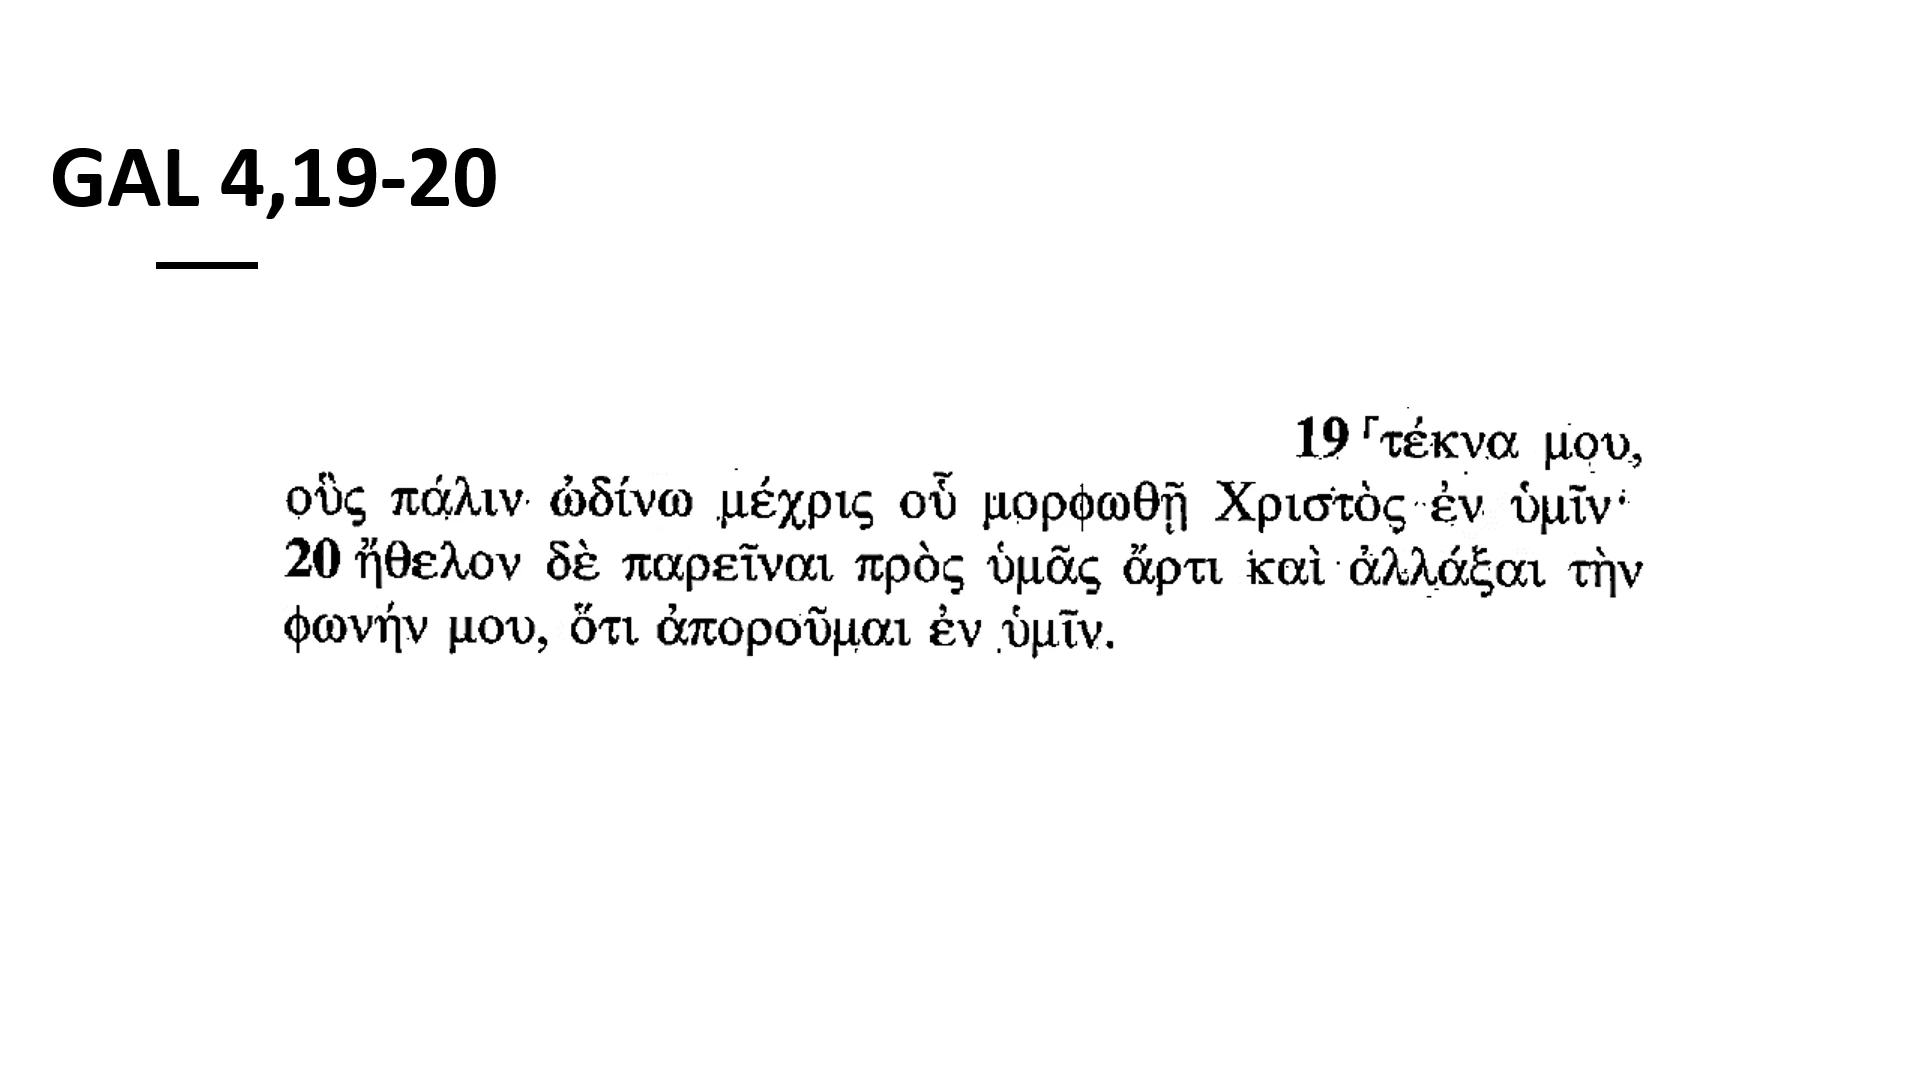 GAL 4,19-20
19 ⸀τέκνα μου,
οὓς πάλιν ὠδίνω μέχρις οὗ μορφωθῇ Χριστὸς ἐν ὑμῖν·
20 ἤθελον δὲ παρεῖναι πρὸς ὑμᾶς ἄρτι καὶ ἀλλάξαι τὴν
φωνήν μου, ὅτι ἀποροῦμαι ἐν ὑμῖν.